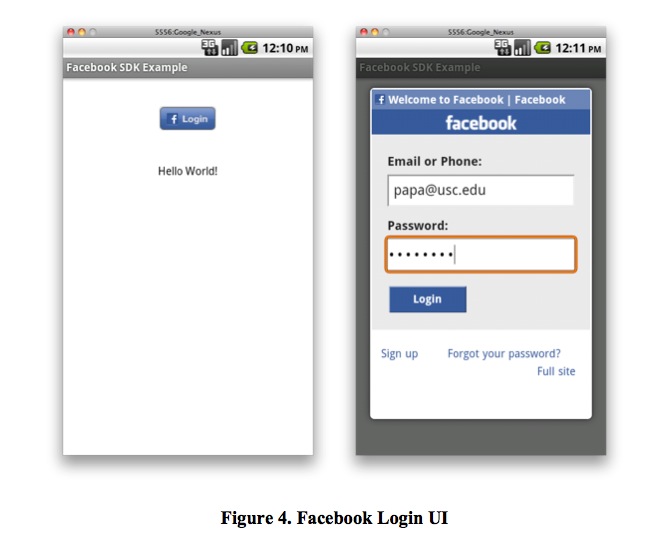 5556:Google_Nexus
3G
12:10 PM
Facebook SDK Example
f Login
Hello World!
5556:Google_Nexus
3G
12:11 PM
Facebook SDK Example
f Welcome to Facebook | Facebook
facebook
Email or Phone:
papa@usc.edu
Password:
••••••••
Login
Sign up Forgot your password?
Full site
Figure 4. Facebook Login UI